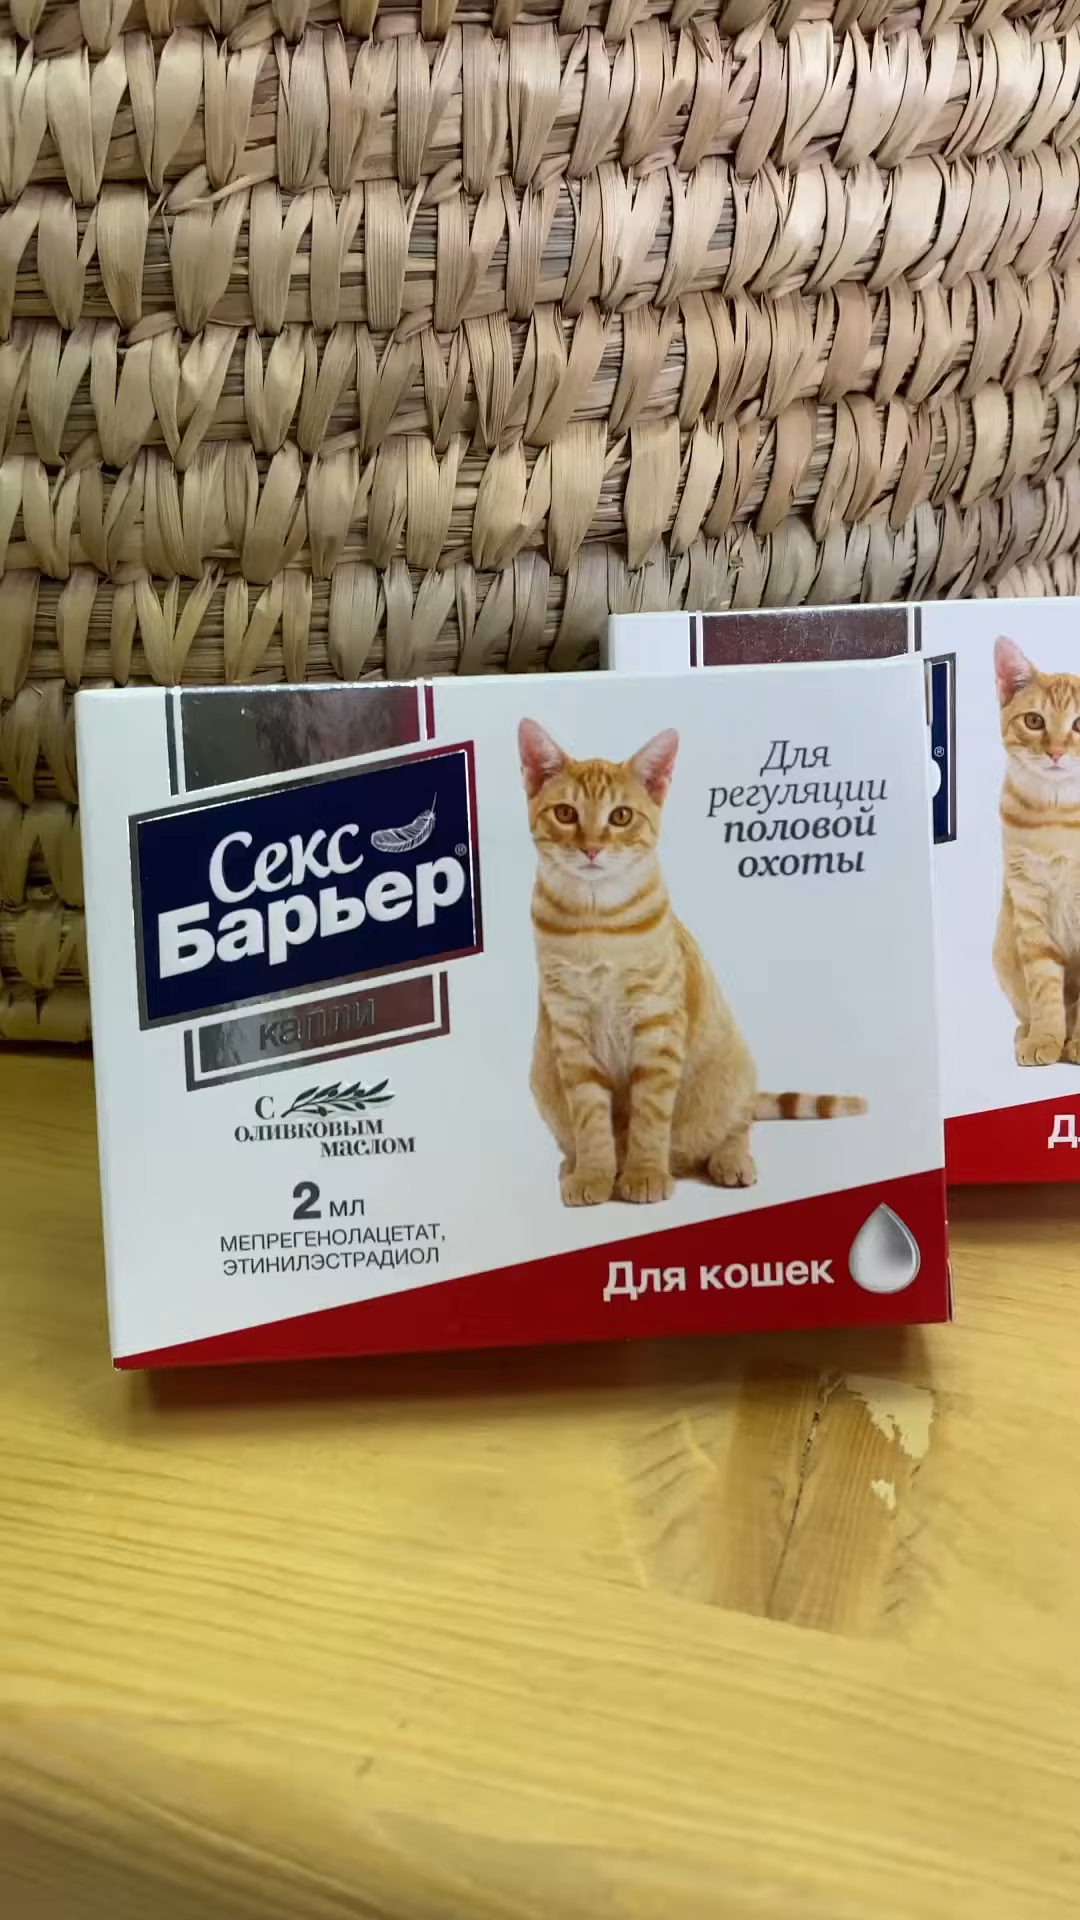 Секс
Барьер®
капли
с
оливковым
маслом
2 мл
МЕПРЕГЕНОЛАЦЕТАТ,
ЭТИНИЛЭСТРАДИОЛ
Для
регуляции
половой
охоты
Для кошек
®